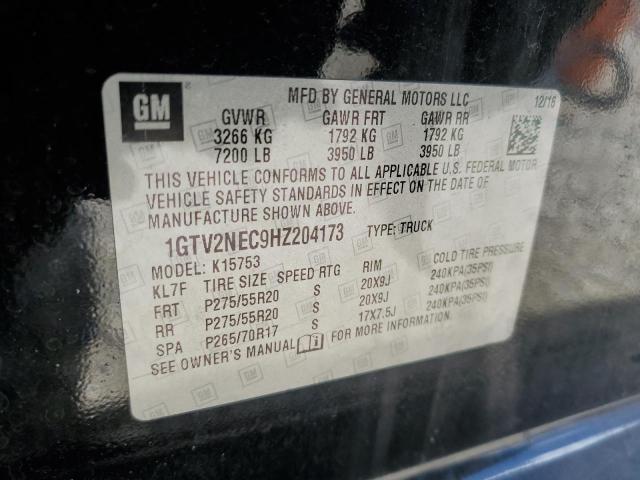 GM
MFD BY GENERAL MOTORS LLC
12/16
GVWR GAWR FRT GAWR RR
3266 KG 1792 KG 1792 KG
7200 LB 3950 LB 3950 LB
THIS VEHICLE CONFORMS TO ALL APPLICABLE U.S. FEDERAL MOTOR
VEHICLE SAFETY STANDARDS IN EFFECT ON THE DATE OF
MANUFACTURE SHOWN ABOVE.
1GTV2NEC9HZ204173 TYPE: TRUCK
MODEL: K15753
KL7F TIRE SIZE SPEED RTG RIM COLD TIRE PRESSURE
FRT P275/55R20 S 20X9J 240KPA(35PSI)
RR P275/55R20 S 20X9J 240KPA(35PSI)
SPA P265/70R17 S 17X7.5J 240KPA(35PSI)
SEE OWNER'S MANUAL FOR MORE INFORMATION.